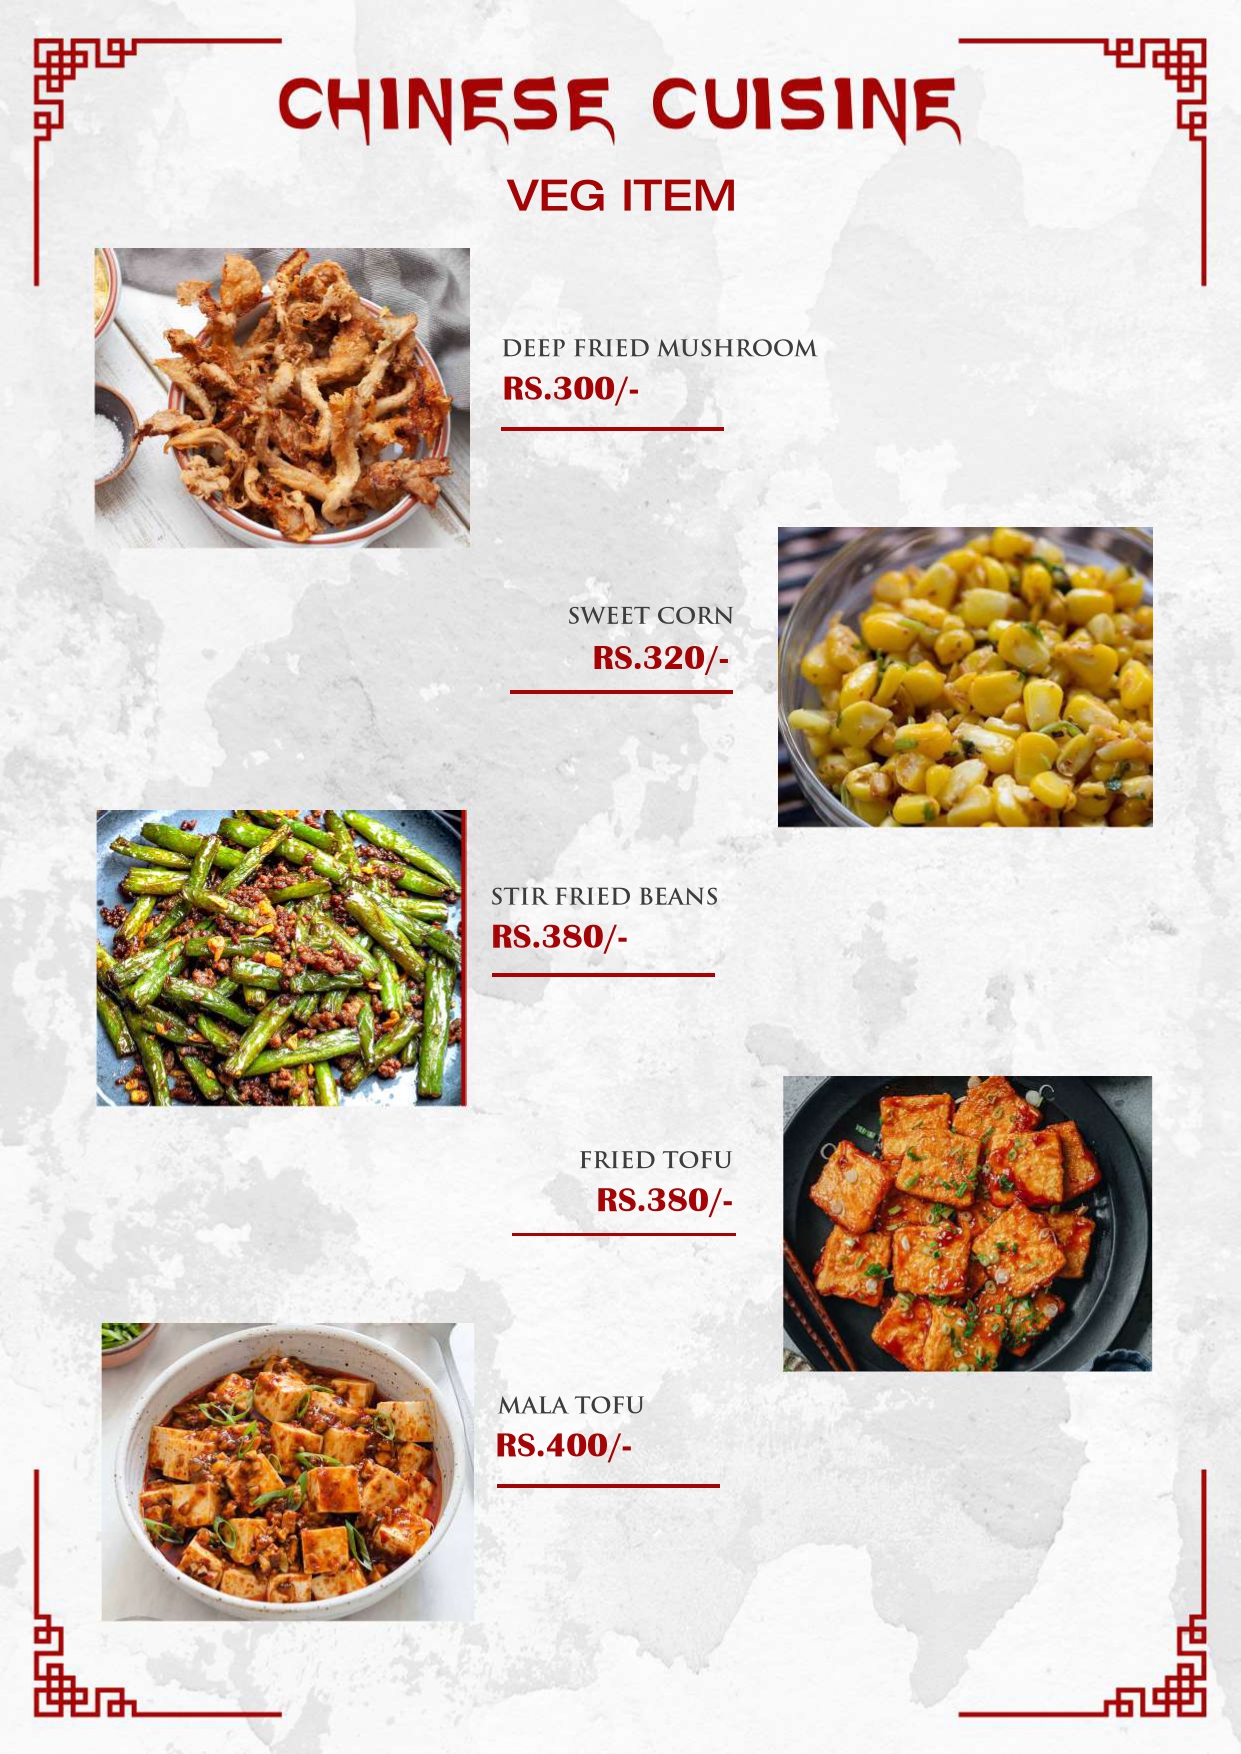 CHINESE CUISINE
VEG ITEM
DEEP FRIED MUSHROOM
RS.300/-
SWEET CORN
RS.320/-
STIR FRIED BEANS
RS.380/-
FRIED TOFU
RS.380/-
MALA TOFU
RS.400/-